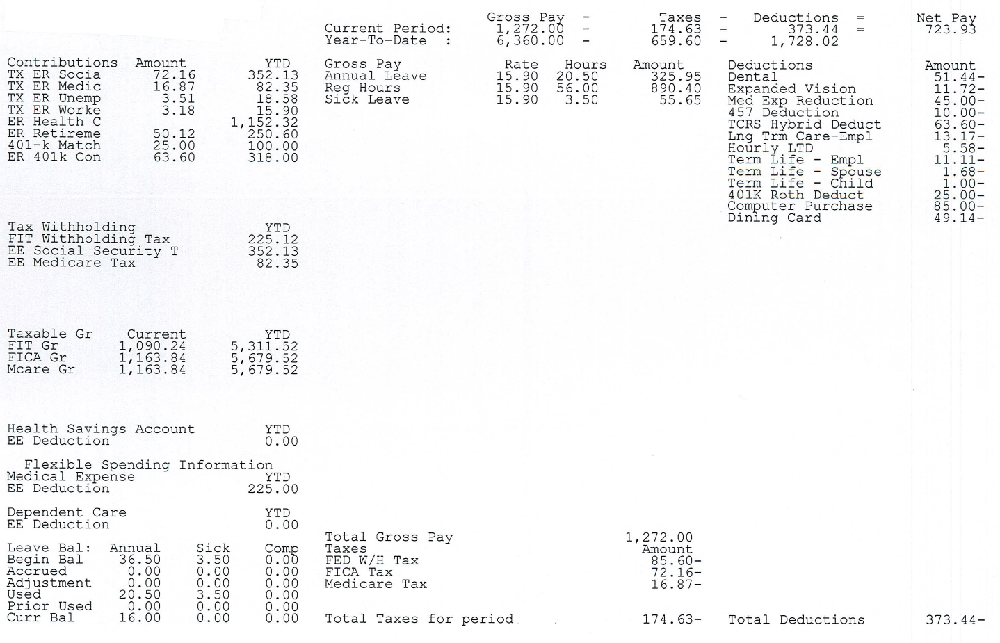 Gross Pay - Taxes - Deductions = Net Pay
Current Period: 1,272.00 - 174.63 - 373.44 = 723.93
Year-To-Date : 6,360.00 - 659.60 - 1,728.02
Contributions Amount YTD
TX ER Socia 72.16 352.13
TX ER Medic 16.87 82.35
TX ER Unemp 3.51 18.58
TX ER Worke 3.18 15.90
ER Health C 1,152.32
ER Retireme 50.12 250.60
401-k Match 25.00 100.00
ER 401k Con 63.60 318.00
Gross Pay Rate Hours Amount
Annual Leave 15.90 20.50 325.95
Reg Hours 15.90 56.00 890.40
Sick Leave 15.90 3.50 55.65
Deductions Amount
Dental 51.44-
Expanded Vision 11.72-
Med Exp Reduction 45.00-
457 Deduction 10.00-
TCRS Hybrid Deduct 63.60-
Lng Trm Care-Empl 13.17-
Hourly LTD 5.58-
Term Life - Empl 11.11-
Term Life - Spouse 1.68-
Term Life - Child 1.00-
401K Roth Deduct 25.00-
Computer Purchase 85.00-
Dining Card 49.14-
Tax Withholding YTD
FIT Withholding Tax 225.12
EE Social Security T 352.13
EE Medicare Tax 82.35
Taxable Gr Current YTD
FIT Gr 1,090.24 5,311.52
FICA Gr 1,163.84 5,679.52
Mcare Gr 1,163.84 5,679.52
Health Savings Account YTD
EE Deduction 0.00
Flexible Spending Information
Medical Expense YTD
EE Deduction 225.00
Dependent Care YTD
EE Deduction 0.00
Leave Bal: Annual Sick Comp
Begin Bal 36.50 3.50 0.00
Accrued 0.00 0.00 0.00
Adjustment 0.00 0.00 0.00
Used 20.50 3.50 0.00
Prior Used 0.00 0.00 0.00
Curr Bal 16.00 0.00 0.00
Total Gross Pay 1,272.00
Taxes Amount
FED W/H Tax 85.60-
FICA Tax 72.16-
Medicare Tax 16.87-
Total Taxes for period 174.63-
Total Deductions 373.44-